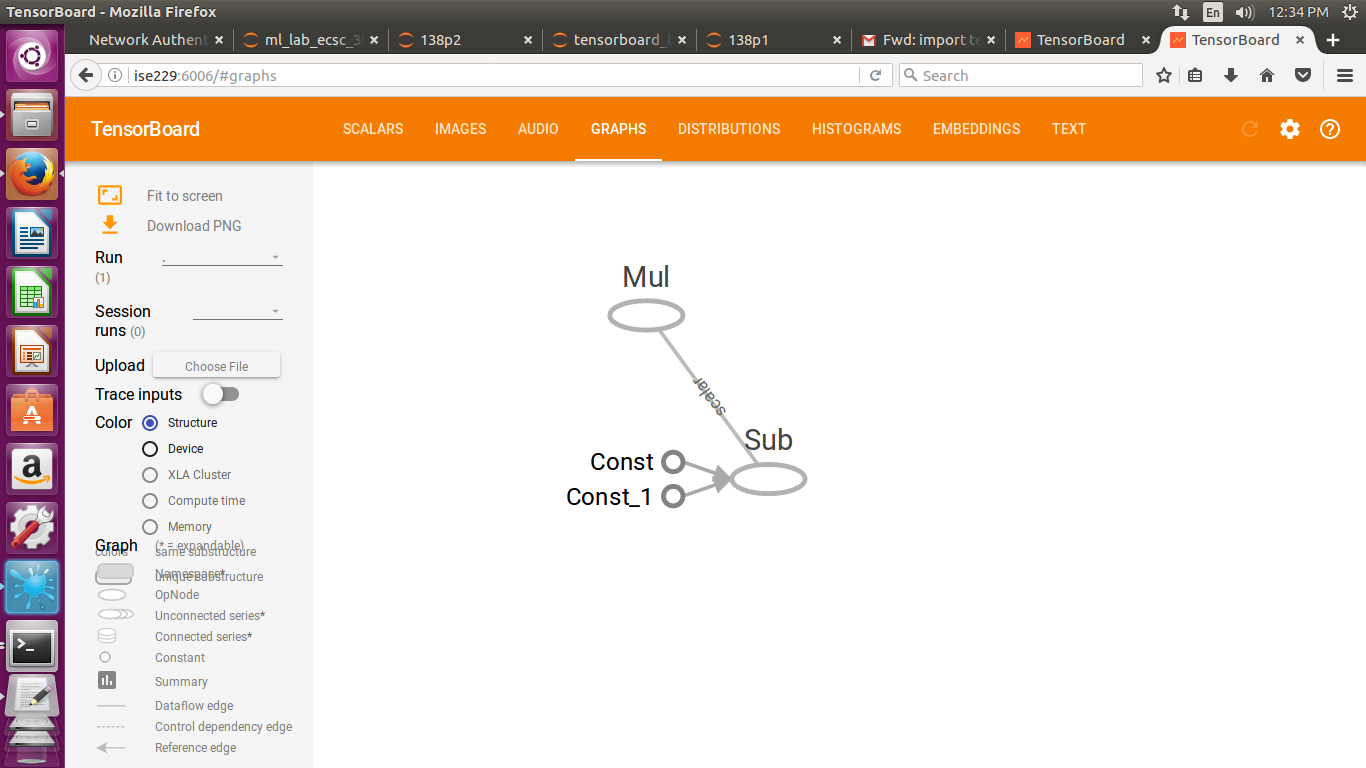 TensorBoard - Mozilla Firefox
En
12:34 PM
Network Authent
ml_lab_ecsc_3
138p2
tensorboard_
138p1
Fwd: import te
TensorBoard
TensorBoard
ise229:6006/#graphs
Search
TensorBoard
SCALARS
IMAGES
AUDIO
GRAPHS
DISTRIBUTIONS
HISTOGRAMS
EMBEDDINGS
TEXT
Fit to screen
Download PNG
Run
(1)
.
Session
runs (0)
Upload
Choose File
Trace inputs
Color
Structure
Device
XLA Cluster
Compute time
Memory
Graph
(* = expandable)
colors
same substructure
Namespace*
unique substructure
OpNode
Unconnected series*
Connected series*
Constant
Summary
Dataflow edge
Control dependency edge
Reference edge
Mul
scalar
Sub
Const
Const_1